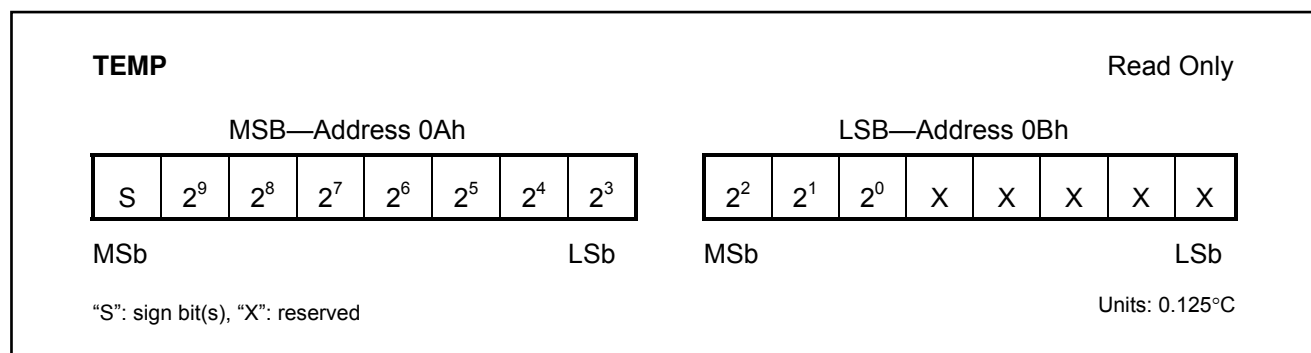 TEMP Read Only
MSB—Address 0Ah LSB—Address 0Bh
S 2⁹ 2⁸ 2⁷ 2⁶ 2⁵ 2⁴ 2³ 2² 2¹ 2⁰ X X X X X
MSb LSb MSb LSb
“S”: sign bit(s), “X”: reserved Units: 0.125°C